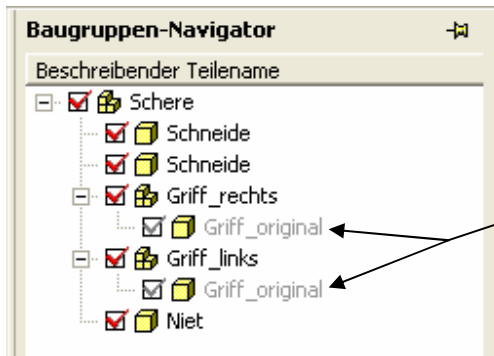 Baugruppen-Navigator
Beschreibender Teilename
Schere
Schneide
Schneide
Griff_rechts
Griff_original
Griff_links
Griff_original
Niet